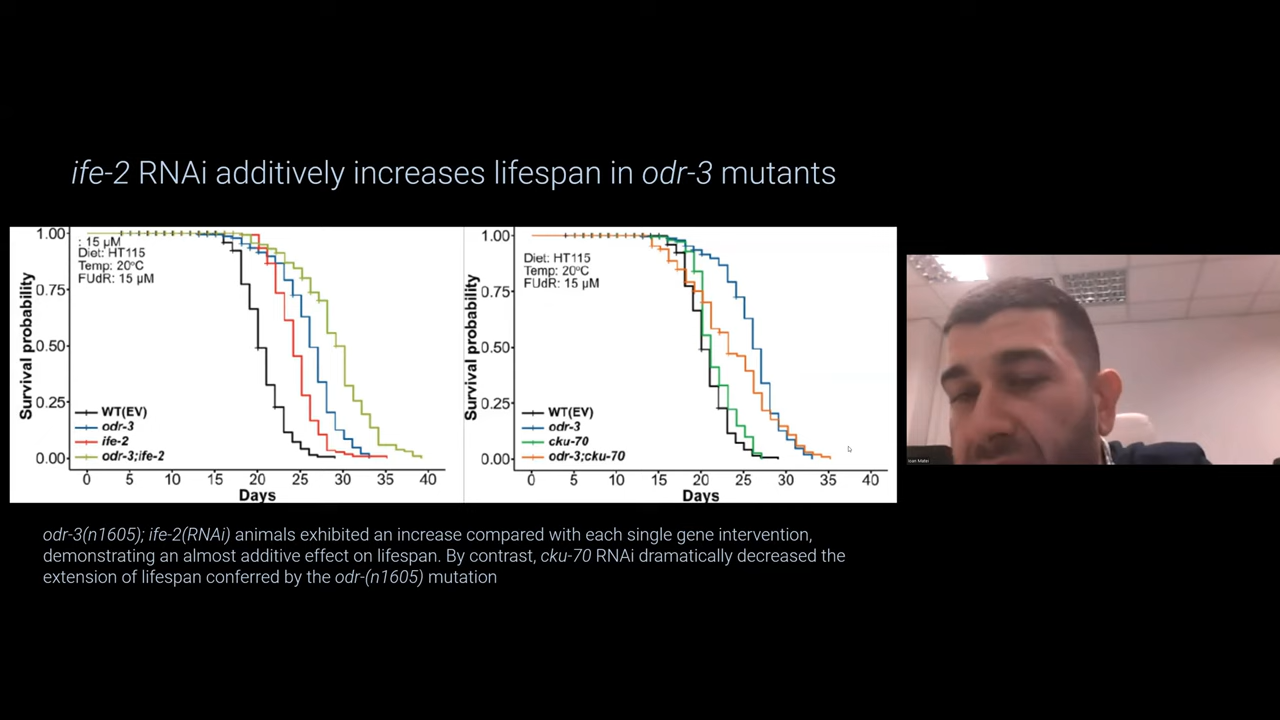 ife-2 RNAi additively increases lifespan in odr-3 mutants
1.00
0.75
0.50
0.25
0.00
Survival probability
: 15 µM
Diet: HT115
Temp: 20°C
FUdR: 15 µM
WT(EV)
odr-3
ife-2
odr-3;ife-2
0 5 10 15 20 25 30 35 40
Days
1.00
0.75
0.50
0.25
0.00
Survival probability
Diet: HT115
Temp: 20°C
FUdR: 15 µM
WT(EV)
odr-3
cku-70
odr-3;cku-70
0 5 10 15 20 25 30 35 40
Days
odr-3(n1605); ife-2(RNAi) animals exhibited an increase compared with each single gene intervention,
demonstrating an almost additive effect on lifespan. By contrast, cku-70 RNAi dramatically decreased the
extension of lifespan conferred by the odr-(n1605) mutation